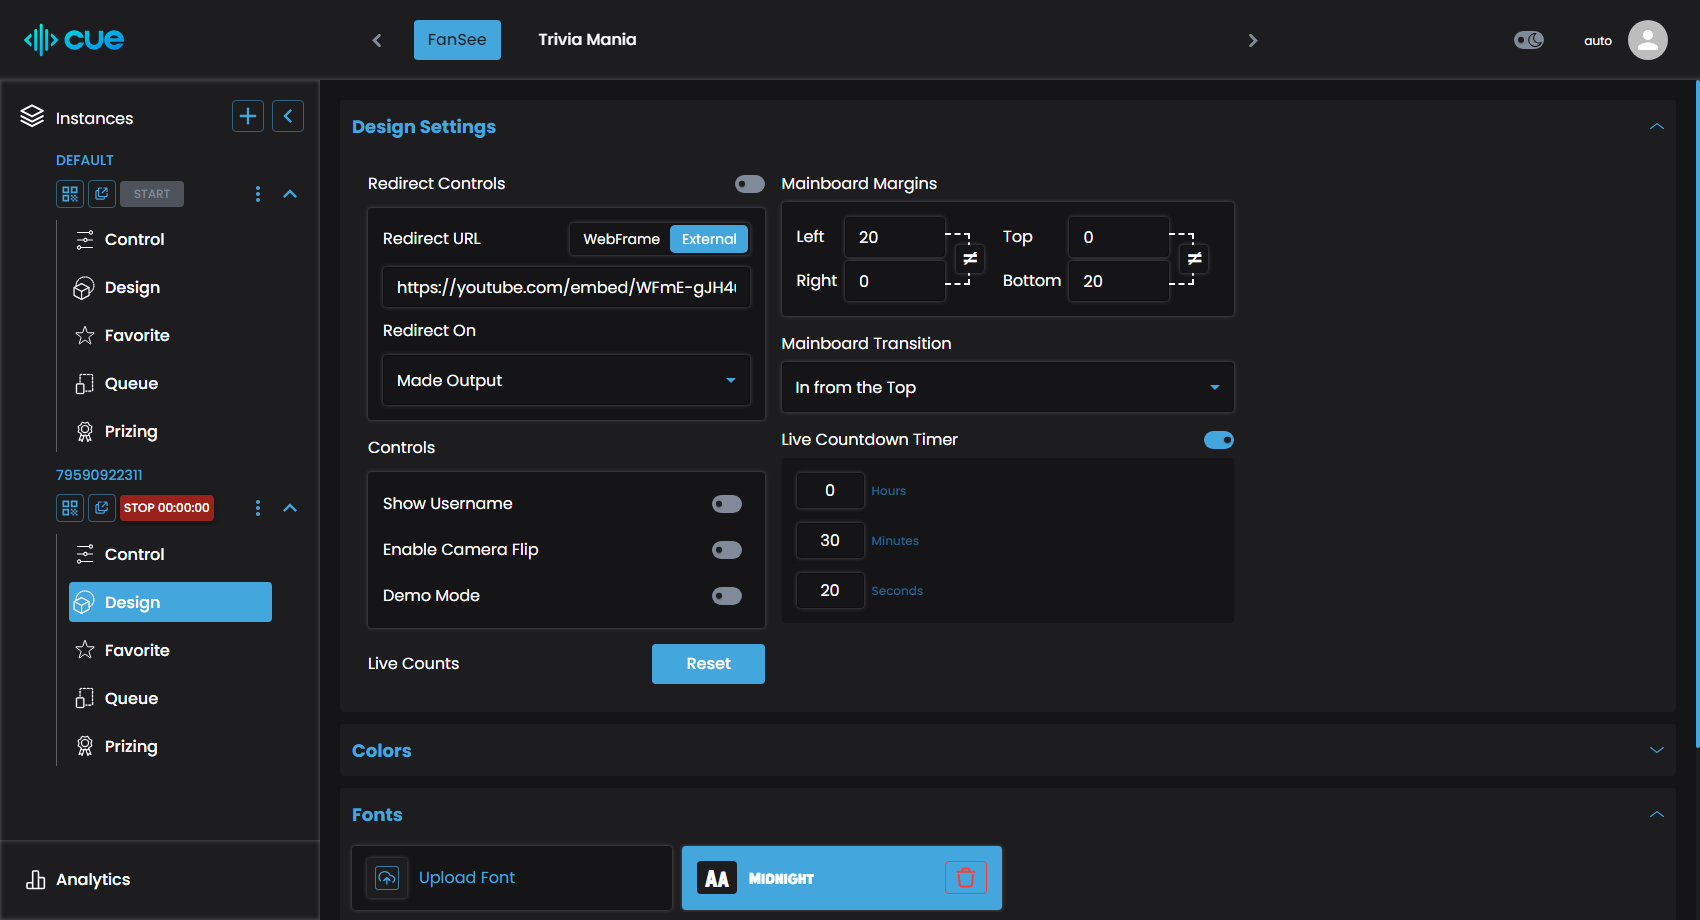 cue
FanSee
Trivia Mania
auto
Instances
DEFAULT
START
Control
Design
Favorite
Queue
Prizing
79590922311
STOP 00:00:00
Control
Design
Favorite
Queue
Prizing
Analytics
Design Settings
Redirect Controls
Redirect URL
WebFrame
External
https://youtube.com/embed/WFmE-gJH4
Redirect On
Made Output
Controls
Show Username
Enable Camera Flip
Demo Mode
Live Counts
Reset
Mainboard Margins
Left 20
Top 0
≠
≠
Right 0
Bottom 20
Mainboard Transition
In from the Top
Live Countdown Timer
0 Hours
30 Minutes
20 Seconds
Colors
Fonts
Upload Font
AA MIDNIGHT